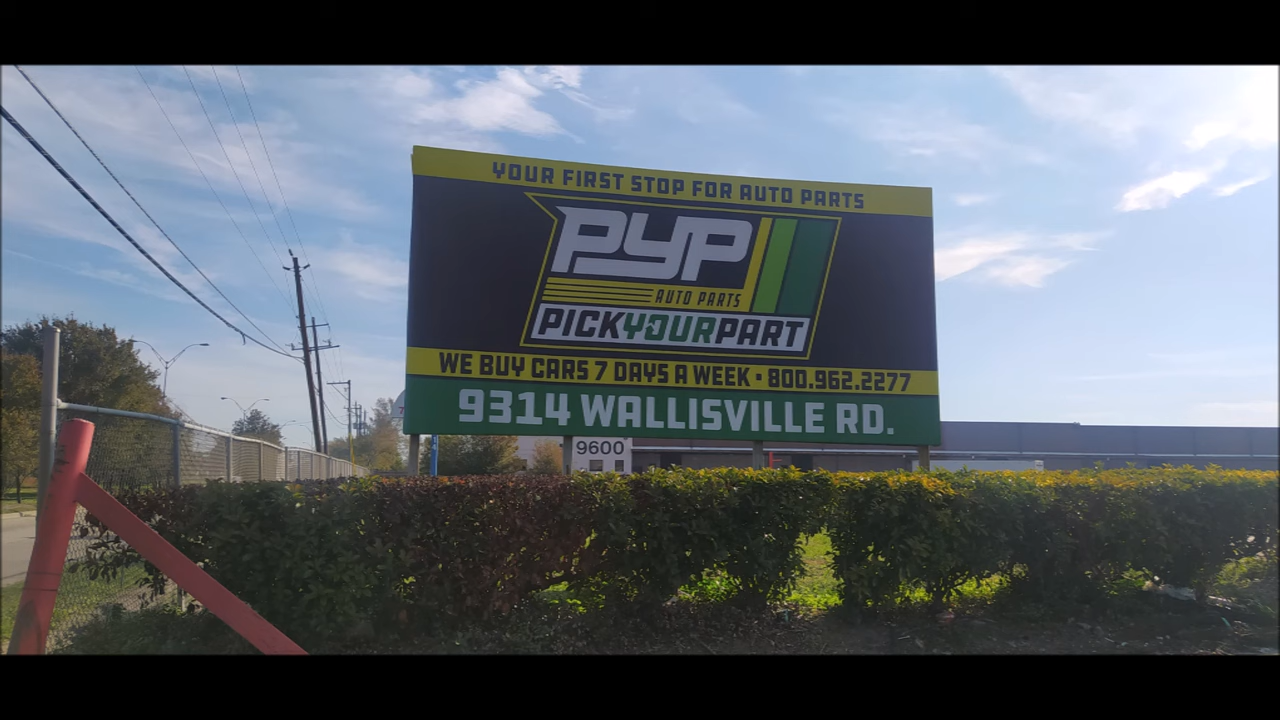 YOUR FIRST STOP FOR AUTO PARTS
PYP
AUTO PARTS
PICKYOURPART
WE BUY CARS 7 DAYS A WEEK • 800.962.2277
9314 WALLISVILLE RD.
9600